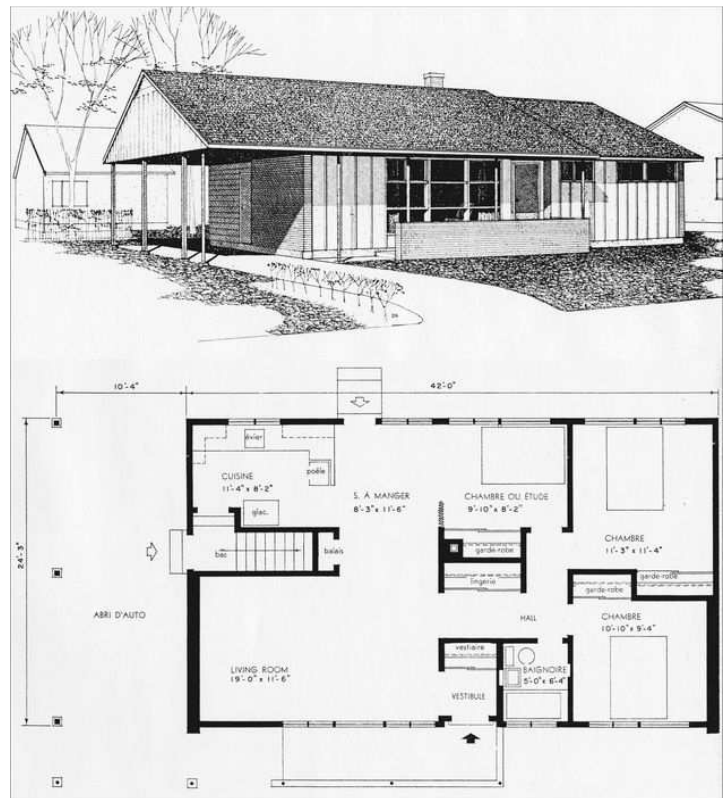 10'-4"
42'-0"
24'-3"
évier
CUISINE
11'-4" x 8'-2"
poêle
glac.
S. À MANGER
8'-3" x 11'-6"
CHAMBRE OU ÉTUDE
9'-10" x 8'-2"
garde-robe
CHAMBRE
11'-3" x 11'-4"
garde-robe
bas
balais
lingerie
garde-robe
ABRI D'AUTO
HALL
CHAMBRE
10'-10" x 9'-4"
LIVING ROOM
19'-0" x 11'-6"
vestiaire
VESTIBULE
BAIGNOIRE
5'-0" x 6'-4"